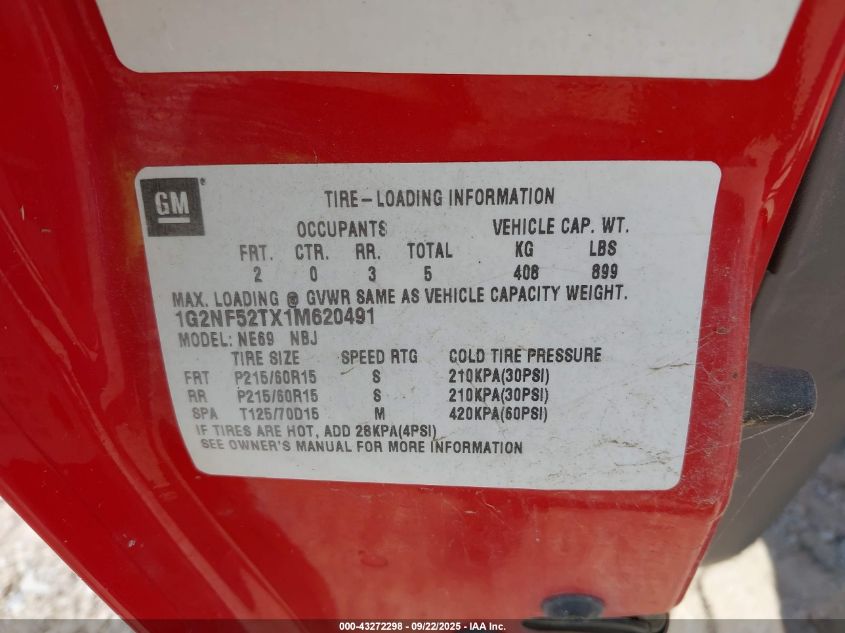 GM
TIRE-LOADING INFORMATION
OCCUPANTS VEHICLE CAP. WT.
FRT. CTR. RR. TOTAL KG LBS
2 0 3 5 408 899
MAX. LOADING @ GVWR SAME AS VEHICLE CAPACITY WEIGHT.
1G2NF52TX1M620491
MODEL: NE69 NBJ
TIRE SIZE SPEED RTG COLD TIRE PRESSURE
FRT P215/60R15 S 210KPA(30PSI)
RR P215/60R15 S 210KPA(30PSI)
SPA T125/70D15 M 420KPA(60PSI)
IF TIRES ARE HOT, ADD 28KPA(4PSI)
SEE OWNER'S MANUAL FOR MORE INFORMATION
000-43272298 - 09/22/2025 - IAA Inc.